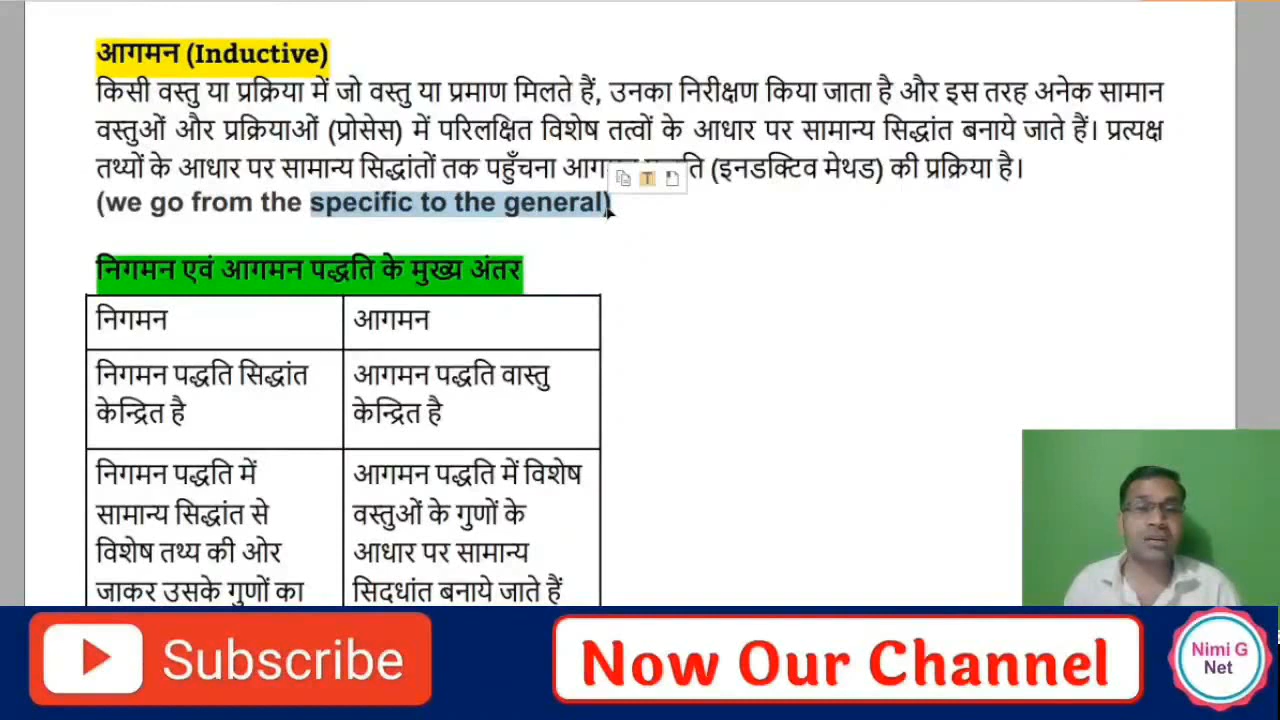 आगमन (Inductive)
किसी वस्तु या प्रक्रिया में जो वस्तु या प्रमाण मिलते हैं, उनका निरीक्षण किया जाता है और इस तरह अनेक सामान
वस्तुओं और प्रक्रियाओं (प्रोसेस) में परिलक्षित विशेष तत्वों के आधार पर सामान्य सिद्धांत बनाये जाते हैं। प्रत्यक्ष
तथ्यों के आधार पर सामान्य सिद्धांतों तक पहुँचना (इनडक्टिव मेथड) की प्रक्रिया है।
(we go from the specific to the general)
निगमन एवं आगमन पद्धति के मुख्य अंतर
निगमन
आगमन
निगमन पद्धति सिद्धांत
केन्द्रित है
आगमन पद्धति वास्तु
केन्द्रित है
निगमन पद्धति में
सामान्य सिद्धांत से
विशेष तथ्य की ओर
जाकर उसके गुणों का
आगमन पद्धति में विशेष
वस्तुओं के गुणों के
आधार पर सामान्य
सिद्धांत बनाये जाते हैं
Subscribe
Now Our Channel
Nimi G
Net